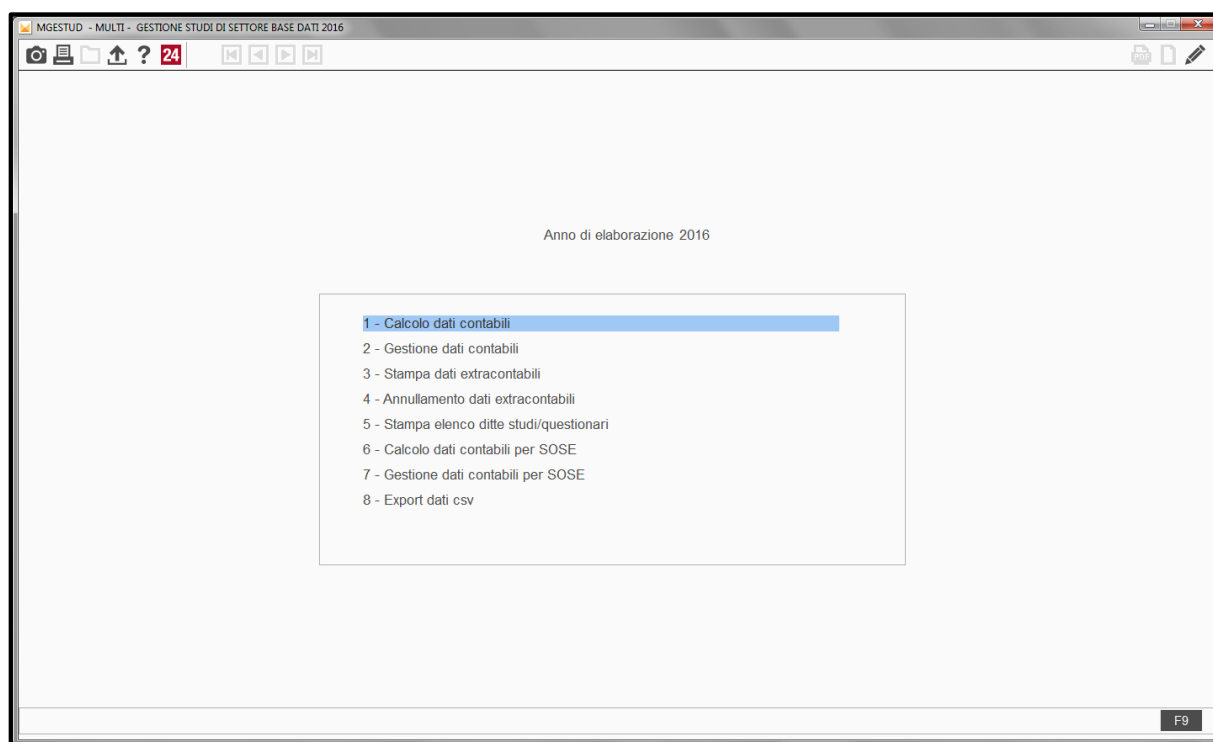 MGESTUD - MULTI - GESTIONE STUDI DI SETTORE BASE DATI 2016
? 24
Anno di elaborazione 2016
1 - Calcolo dati contabili
2 - Gestione dati contabili
3 - Stampa dati extracontabili
4 - Annullamento dati extracontabili
5 - Stampa elenco ditte studi/questionari
6 - Calcolo dati contabili per SOSE
7 - Gestione dati contabili per SOSE
8 - Export dati csv
F9